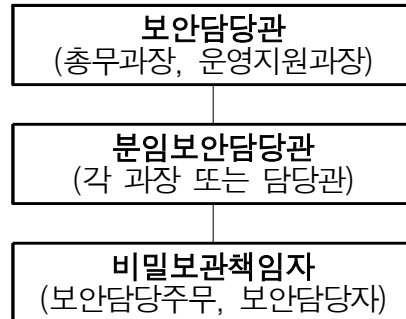 보안담당관
(총무과장, 운영지원과장)
분임보안담당관
(각 과장 또는 담당관)
비밀보관책임자
(보안담당주무, 보안담당자)